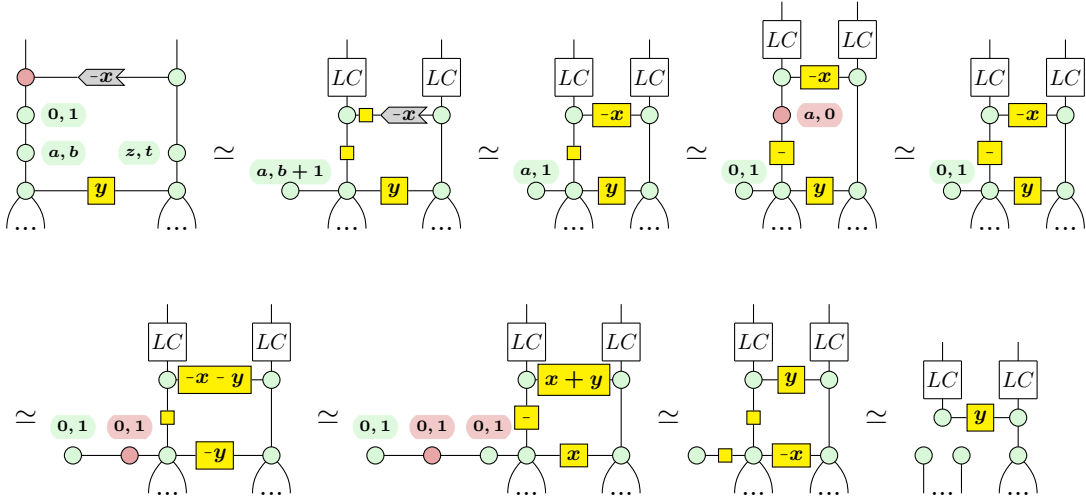 LC LC
LC LC LC LC LC LC
-x -x
0, 1 -x -x a, 0 -x
a, b z, t ≃ a, b + 1 ≃ a, 1 ≃ 0, 1 - ≃ 0, 1 -
y y y y y
... ... ... ... ... ... ... ... ... ...
LC LC LC LC LC LC
-x - y x + y y LC LC
≃ 0, 1 0, 1 ≃ 0, 1 0, 1 0, 1 - ≃ ≃ y
-y x -x
... ... ... ... ... ... ... ...